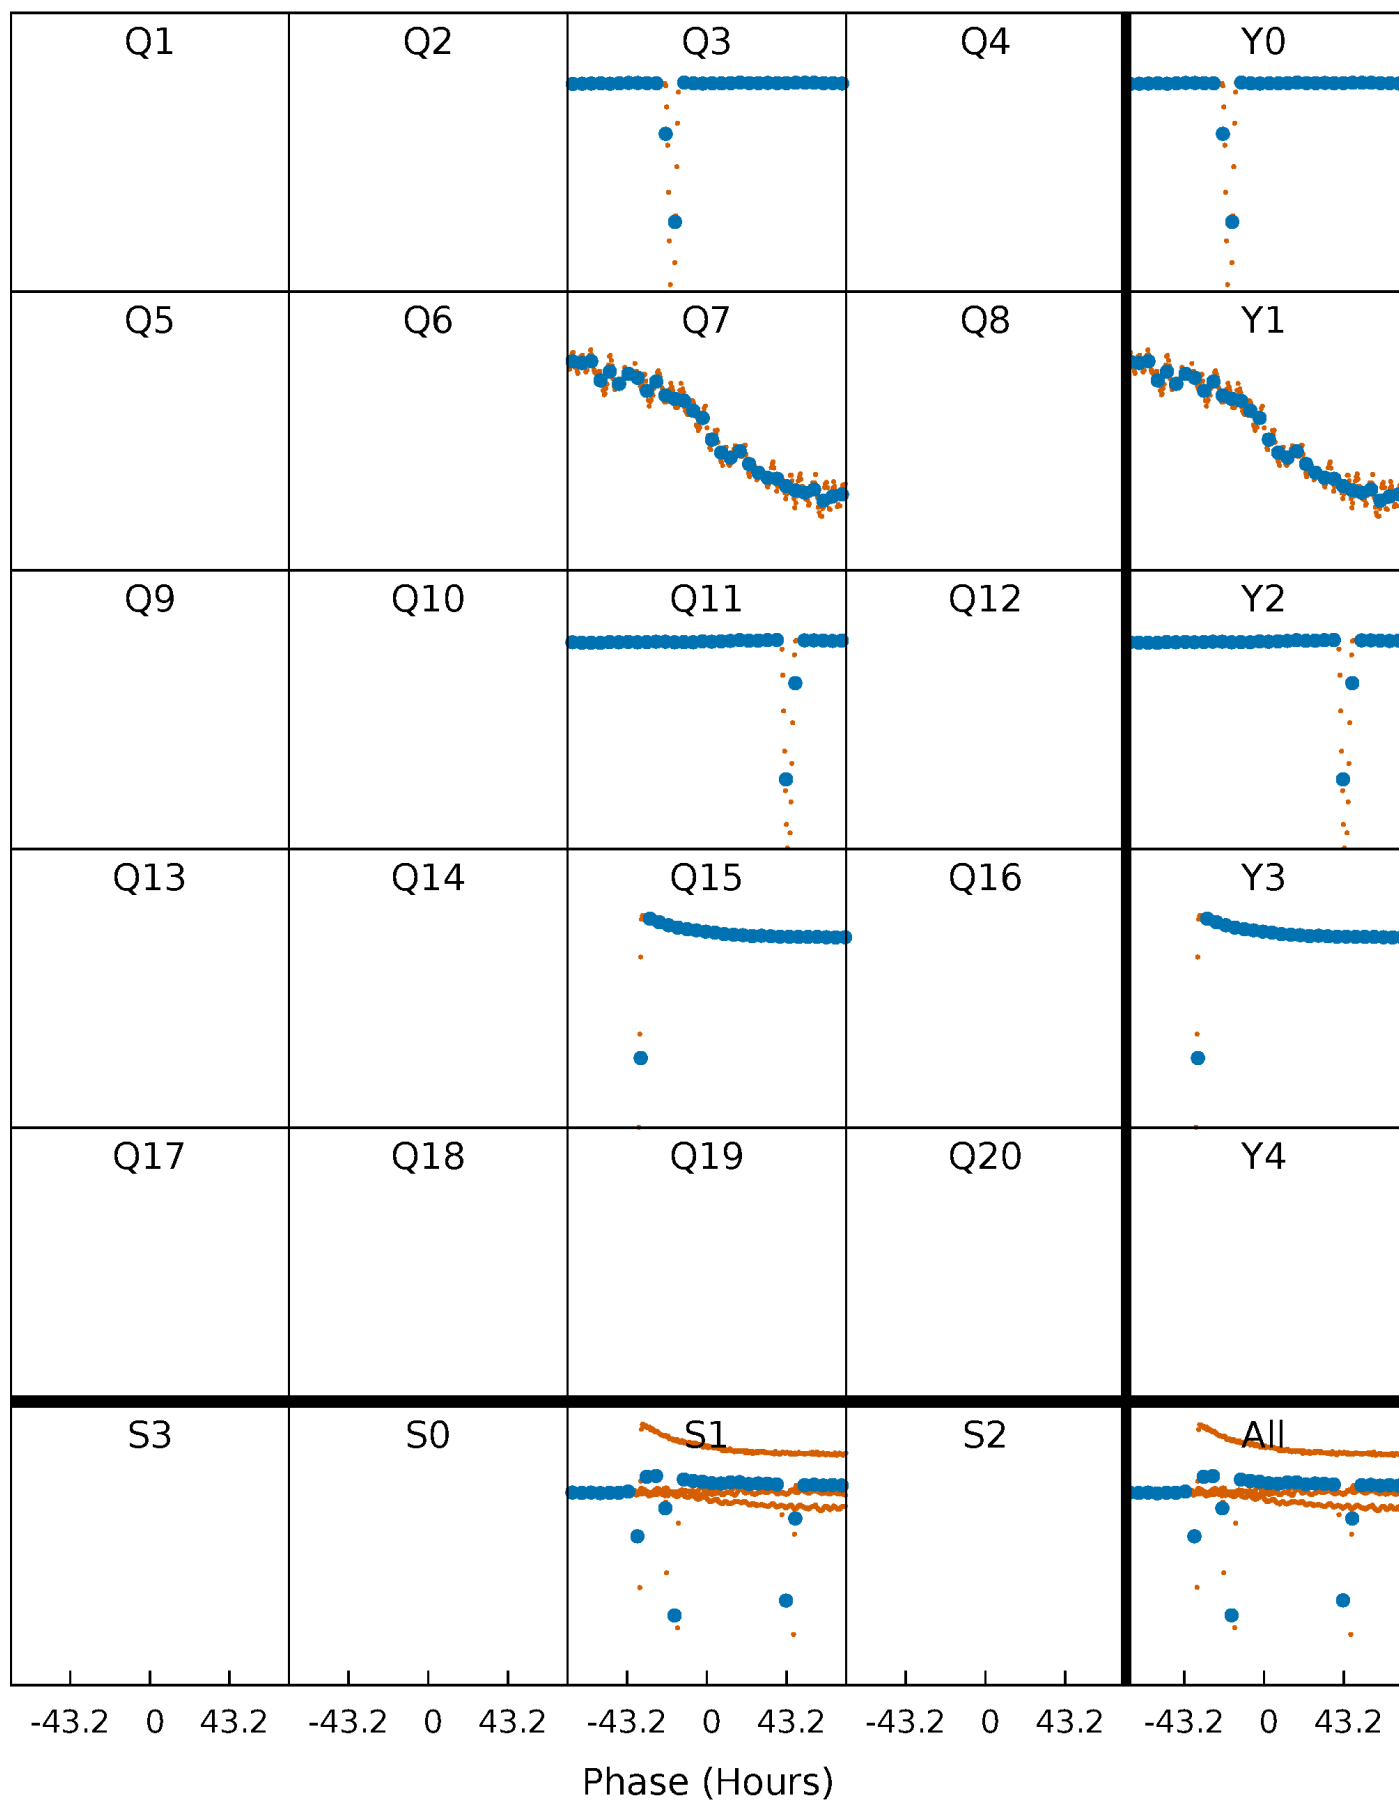 Q1 Q2 Q3 Q4 Y0
Q5 Q6 Q7 Q8 Y1
Q9 Q10 Q11 Q12 Y2
Q13 Q14 Q15 Q16 Y3
Q17 Q18 Q19 Q20 Y4
S3 S0 S1 S2 All
-43.2 0 43.2 -43.2 0 43.2 -43.2 0 43.2 -43.2 0 43.2 -43.2 0 43.2
Phase (Hours)